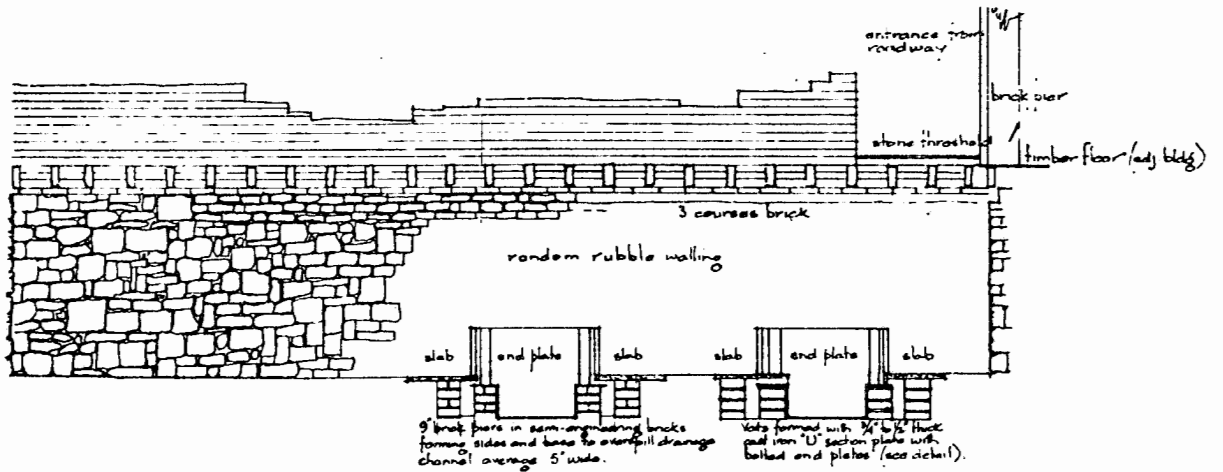 entrance from
roadway
brick pier
stone threshold
timber floor (adj bldg)
3 courses brick
random rubble walling
slab
end plate
slab
slab
end plate
slab
9" brick piers in semi-engineering bricks
forming sides and base to overspill drainage
channel average 5" wide.
Vats formed with 3/4" to 1/2" thick
cast iron "U" section plate with
bolted end plates (see detail).